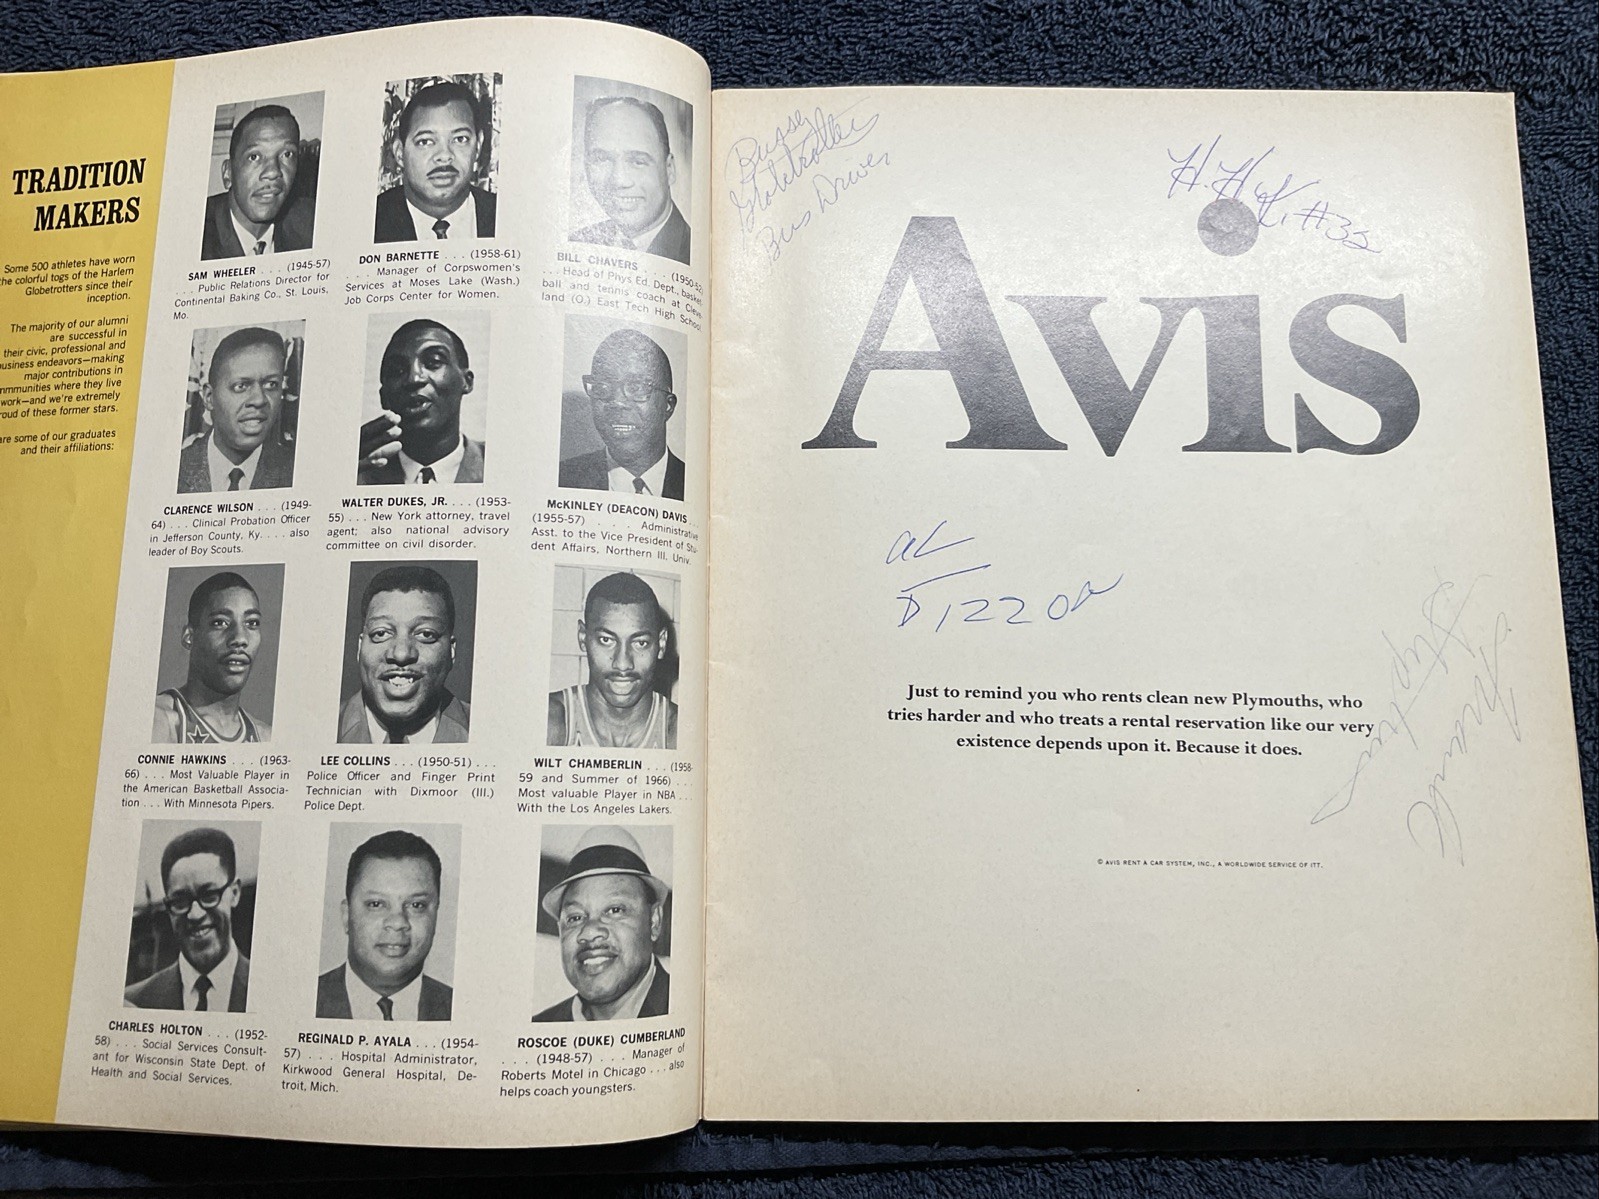 TRADITION
MAKERS
Some 500 athletes have worn
the colorful togs of the Harlem
Globetrotters since their
inception.
The majority of our alumni
are successful in
their civic, professional and
usiness endeavors—making
major contributions in
mmunities where they live
work—and we're extremely
roud of these former stars.
are some of our graduates
and their affiliations:
SAM WHEELER . . . (1945-57)
. . . Public Relations Director for
Continental Baking Co., St. Louis,
Mo.
DON BARNETTE . . . (1958-61)
. . . Manager of Corpswomen's
Services at Moses Lake (Wash.)
Job Corps Center for Women.
BILL CHAVERS . . . (1950-52)
. . . Head of Phys Ed. Dept., basket-
ball and tennis coach at Cleve-
land (O.) East Tech High School.
CLARENCE WILSON . . . (1949-
64) . . . Clinical Probation Officer
in Jefferson County, Ky. . . . also
leader of Boy Scouts.
WALTER DUKES, JR. . . . (1953-
55) . . . New York attorney, travel
agent; also national advisory
committee on civil disorder.
McKINLEY (DEACON) DAVIS . . .
(1955-57) . . . Administrative
Asst. to the Vice President of Stu-
dent Affairs, Northern Ill. Univ.
CONNIE HAWKINS . . . (1963-
66) . . . Most Valuable Player in
the American Basketball Associa-
tion . . . With Minnesota Pipers.
LEE COLLINS . . . (1950-51) . . .
Police Officer and Finger Print
Technician with Dixmoor (Ill.)
Police Dept.
WILT CHAMBERLIN . . . (1958-
59 and Summer of 1966) . . .
Most valuable Player in NBA . . .
With the Los Angeles Lakers.
CHARLES HOLTON . . . (1952-
58) . . . Social Services Consult-
ant for Wisconsin State Dept. of
Health and Social Services.
REGINALD P. AYALA . . . (1954-
57) . . . Hospital Administrator,
Kirkwood General Hospital, De-
troit, Mich.
ROSCOE (DUKE) CUMBERLAND
. . . (1948-57) . . . Manager of
Roberts Motel in Chicago . . . also
helps coach youngsters.
Bussy
Globetrotter
Bus Driver
#35
Avis
Just to remind you who rents clean new Plymouths, who
tries harder and who treats a rental reservation like our very
existence depends upon it. Because it does.
© AVIS RENT A CAR SYSTEM, INC., A WORLDWIDE SERVICE OF ITT.